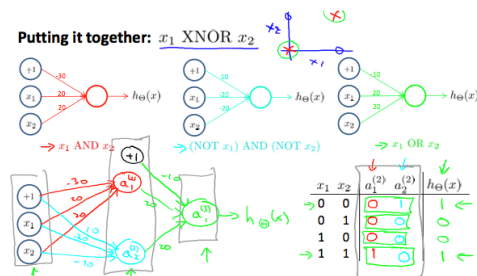 Putting it together: x₁ XNOR x₂
x₂
x₁
+1
x₁
x₂
-30
20
20
hΘ(x)
→ x₁ AND x₂
+1
x₁
x₂
10
-20
-20
hΘ(x)
→ (NOT x₁) AND (NOT x₂)
+1
x₁
x₂
-10
20
20
hΘ(x)
→ x₁ OR x₂
+1
x₁
x₂
-30
20
20
10
-20
-20
+1
a₁⁽²⁾
a₂⁽²⁾
-10
20
20
a₁⁽³⁾
→ hΘ(x)
x₁ x₂ a₁⁽²⁾ a₂⁽²⁾ hΘ(x)
→ 0 0 0 1 1 ←
0 1 0 0 0
1 0 0 0 0
→ 1 1 1 0 1 ←